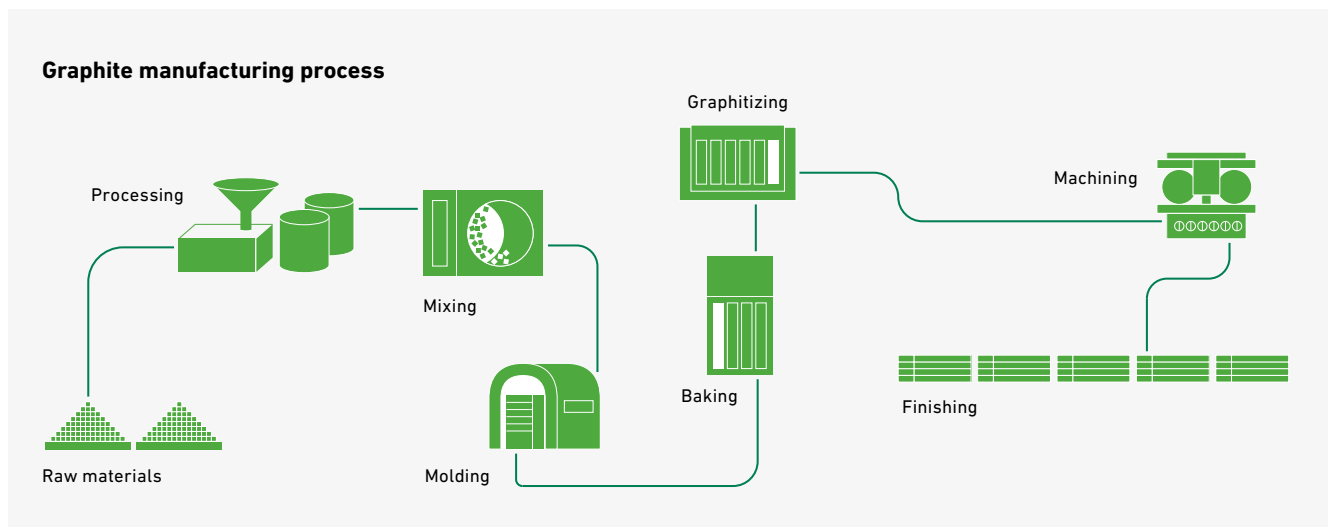 Graphite manufacturing process
Graphitizing
Processing
Machining
Mixing
Baking
Finishing
Raw materials
Molding